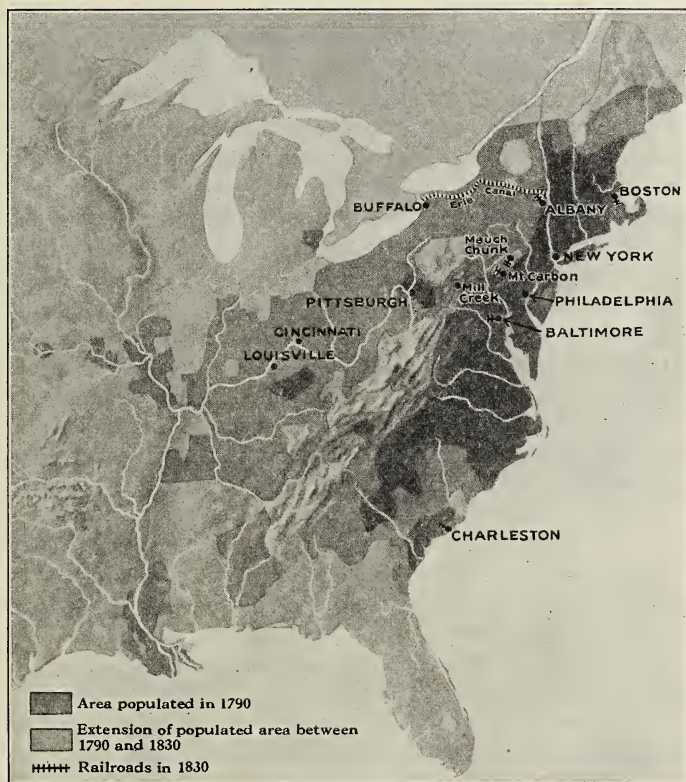 BUFFALO
Erie Canal
ALBANY
BOSTON
Mauch
Chunk
NEW YORK
Mt Carbon
PITTSBURGH
Mill
Creek
PHILADELPHIA
BALTIMORE
CINCINNATI
LOUISVILLE
CHARLESTON
Area populated in 1790
Extension of populated area between
1790 and 1830
Railroads in 1830